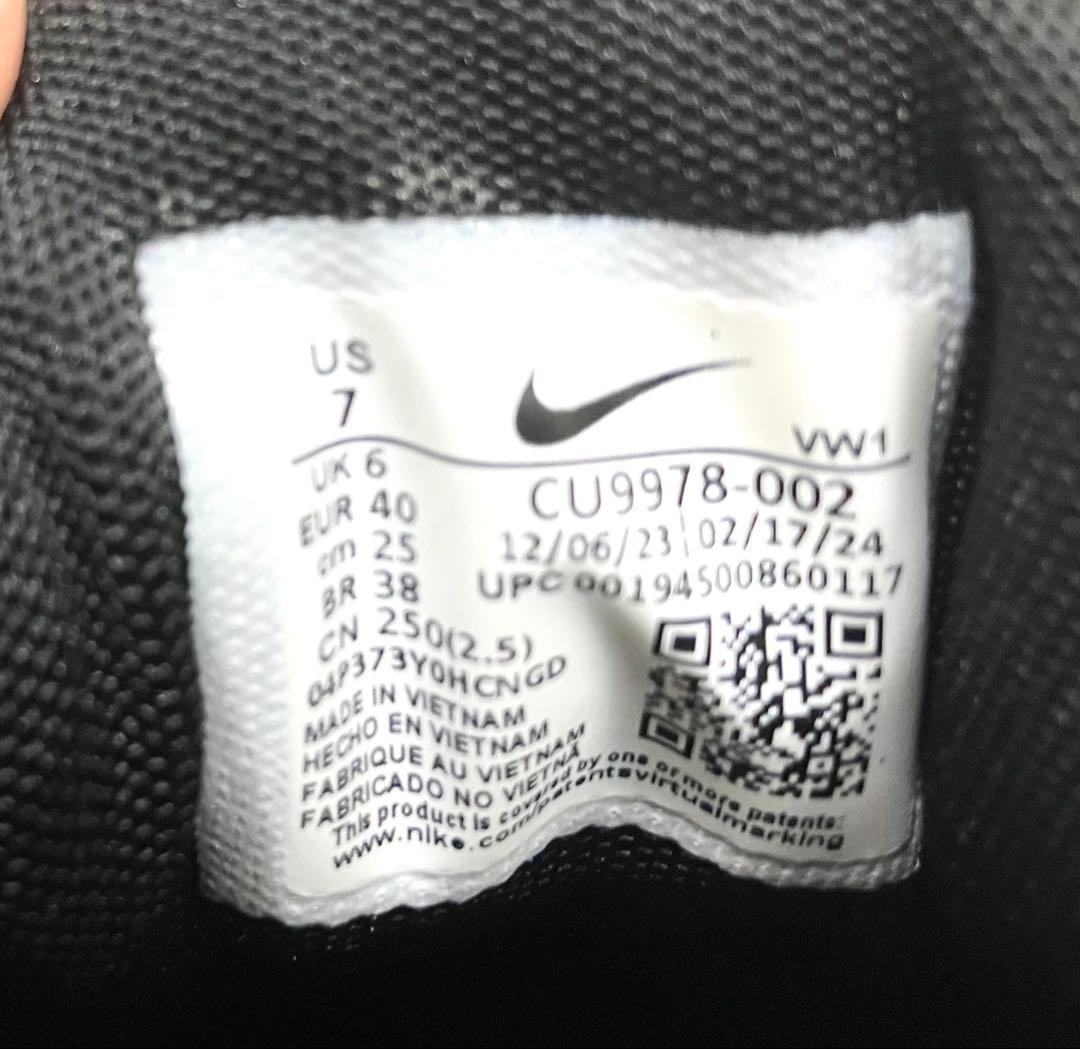 US
7
VW1
UK 6
EUR 40
cm 25
BR 38
CN 250(2.5)
CU9978-002
12/06/23 02/17/24
UPC 00194500860117
04P373Y0HCNGD
MADE IN VIETNAM
HECHO EN VIETNAM
FABRIQUE AU VIETNAM
FABRICADO NO VIETNÃ
This product is covered by one or more patents:
www.nike.com/patentsvirtualmarking